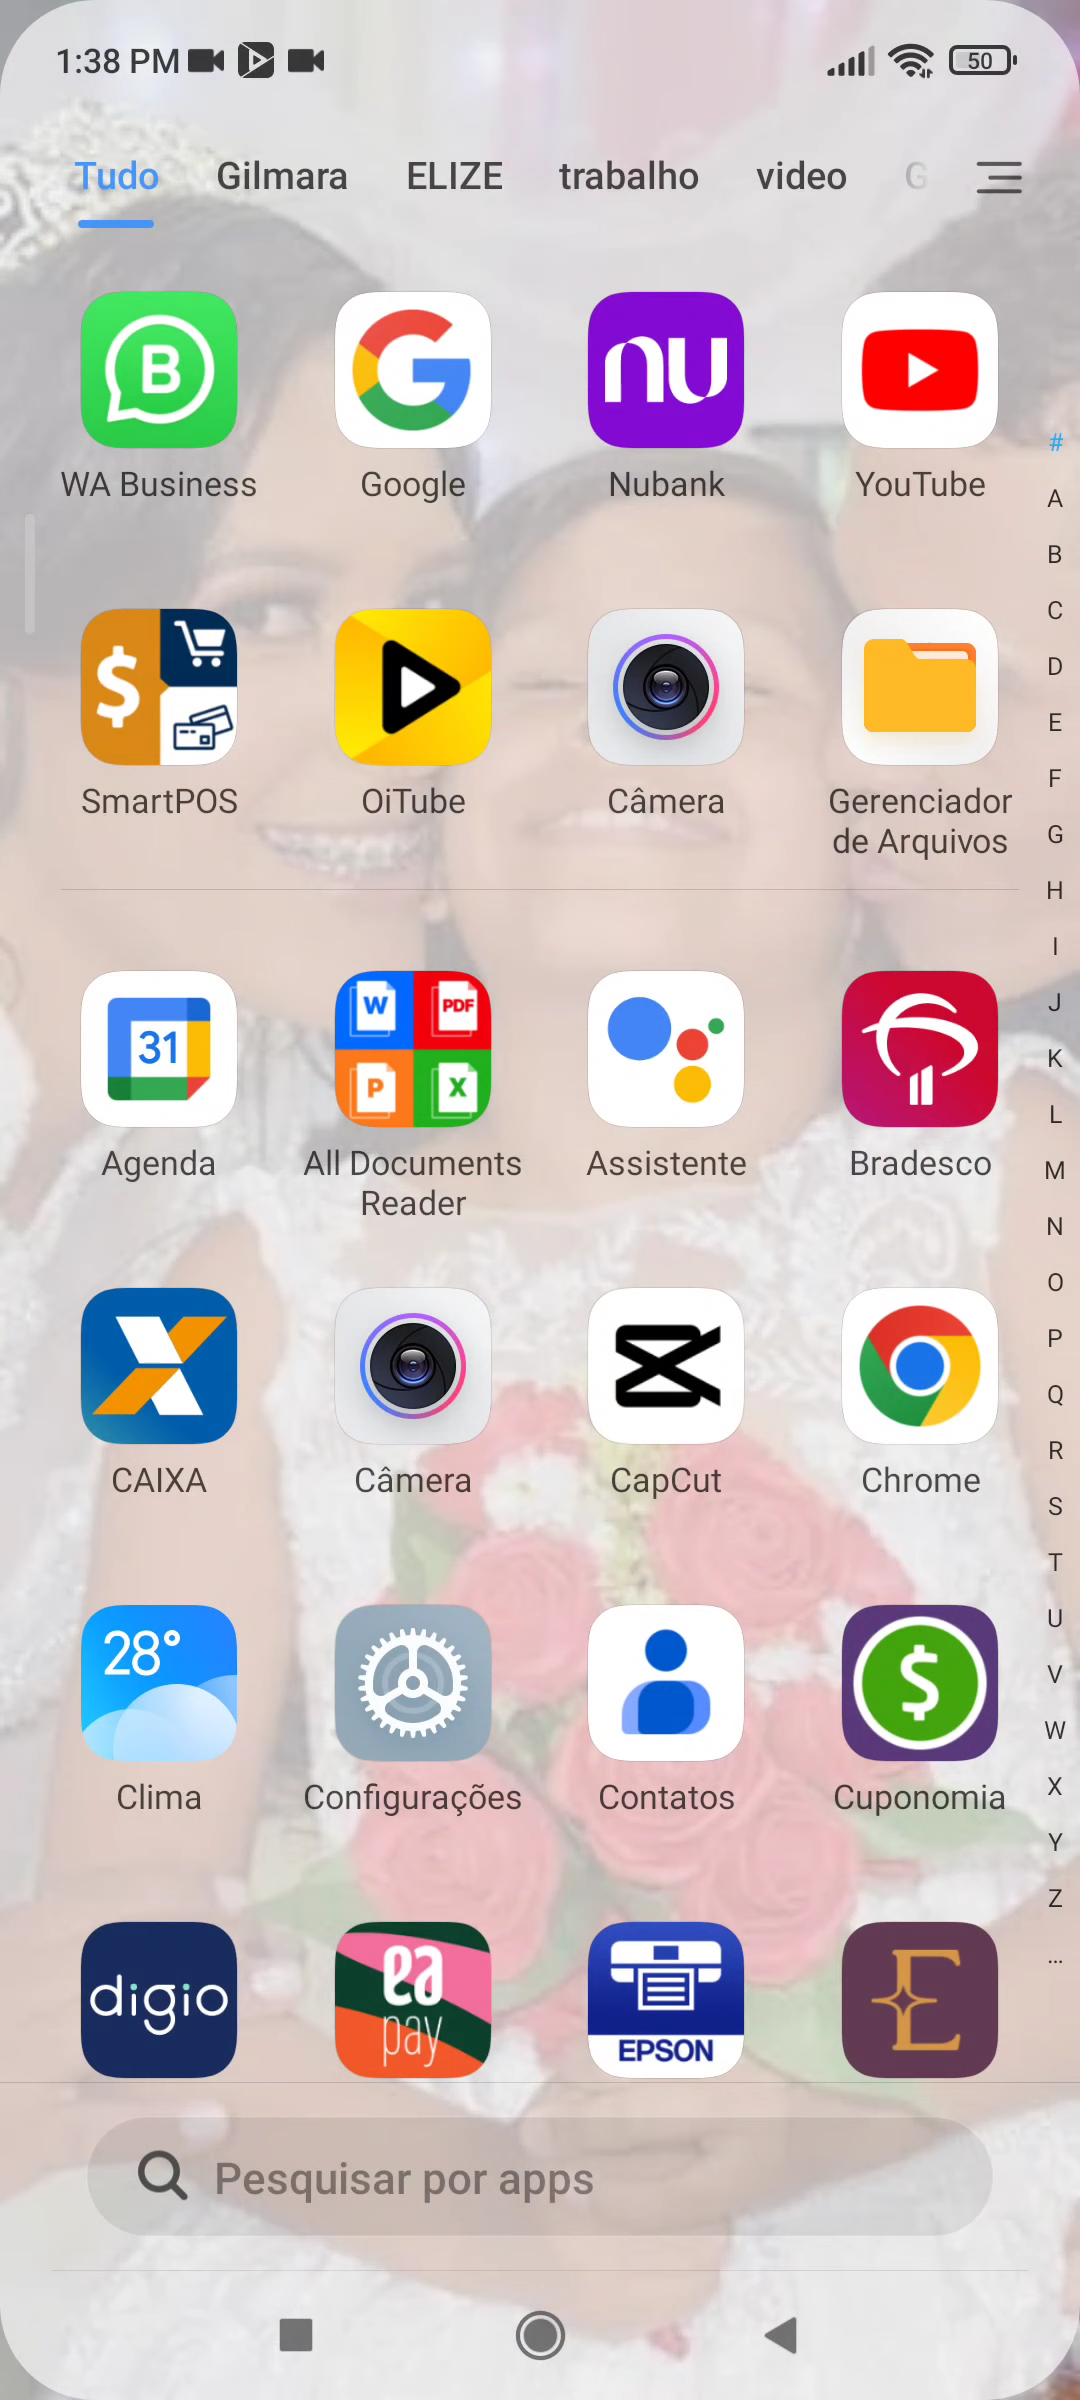 1:38 PM
50
Tudo Gilmara ELIZE trabalho video G
B
nu
WA Business Google Nubank YouTube
#
A
B
C
D
E
F
G
H
I
J
K
L
M
N
O
P
Q
R
S
T
U
V
W
X
Y
Z
...
$
SmartPOS OiTube Câmera Gerenciador
de Arquivos
31
W PDF
P X
Agenda All Documents
Reader
Assistente Bradesco
CAIXA Câmera CapCut Chrome
28°
$
Clima Configurações Contatos Cuponomia
digio
ea
pay
EPSON
E
Pesquisar por apps